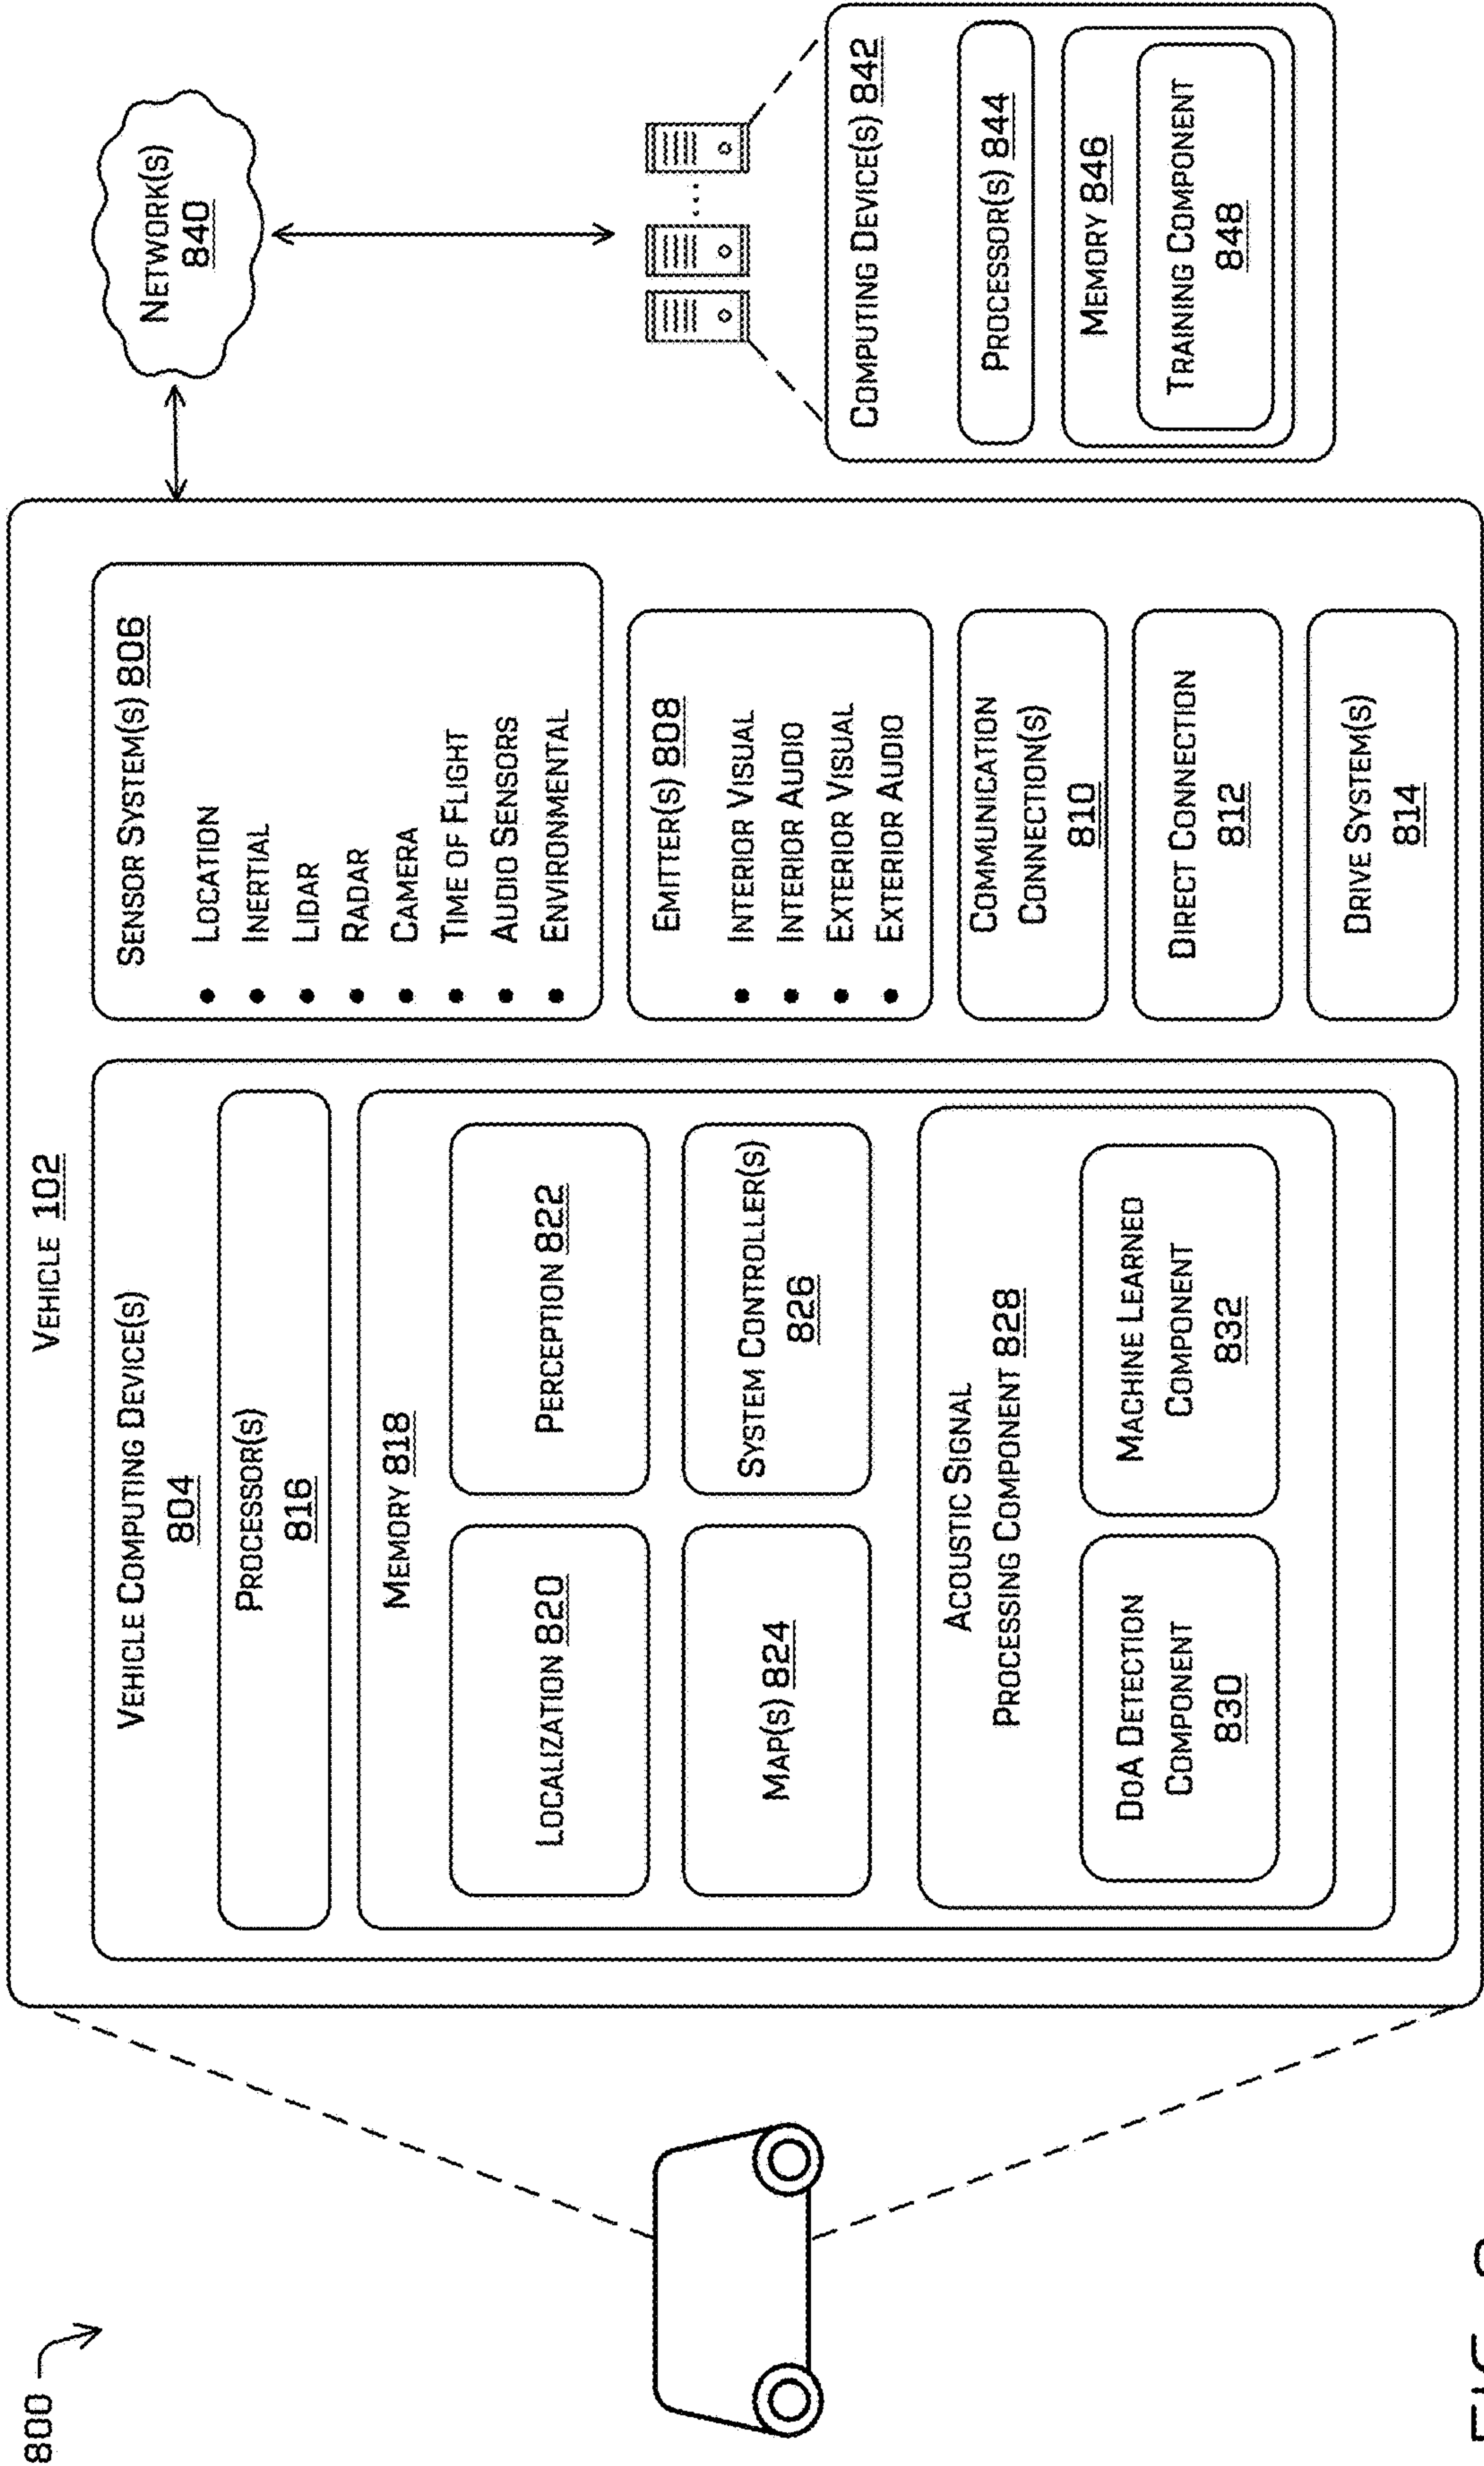 800
VEHICLE 102
VEHICLE COMPUTING DEVICE(S)
804
PROCESSOR(S)
816
MEMORY 818
LOCALIZATION 820
PERCEPTION 822
MAP(S) 824
SYSTEM CONTROLLER(S)
826
ACOUSTIC SIGNAL
PROCESSING COMPONENT 828
DOA DETECTION
COMPONENT
830
MACHINE LEARNED
COMPONENT
832
SENSOR SYSTEM(S) 806
• LOCATION
• INERTIAL
• LIDAR
• RADAR
• CAMERA
• TIME OF FLIGHT
• AUDIO SENSORS
• ENVIRONMENTAL
EMITTER(S) 808
• INTERIOR VISUAL
• INTERIOR AUDIO
• EXTERIOR VISUAL
• EXTERIOR AUDIO
COMMUNICATION
CONNECTION(S)
810
DIRECT CONNECTION
812
DRIVE SYSTEM(S)
814
NETWORK(S)
840
COMPUTING DEVICE(S) 842
PROCESSOR(S) 844
MEMORY 846
TRAINING COMPONENT
848